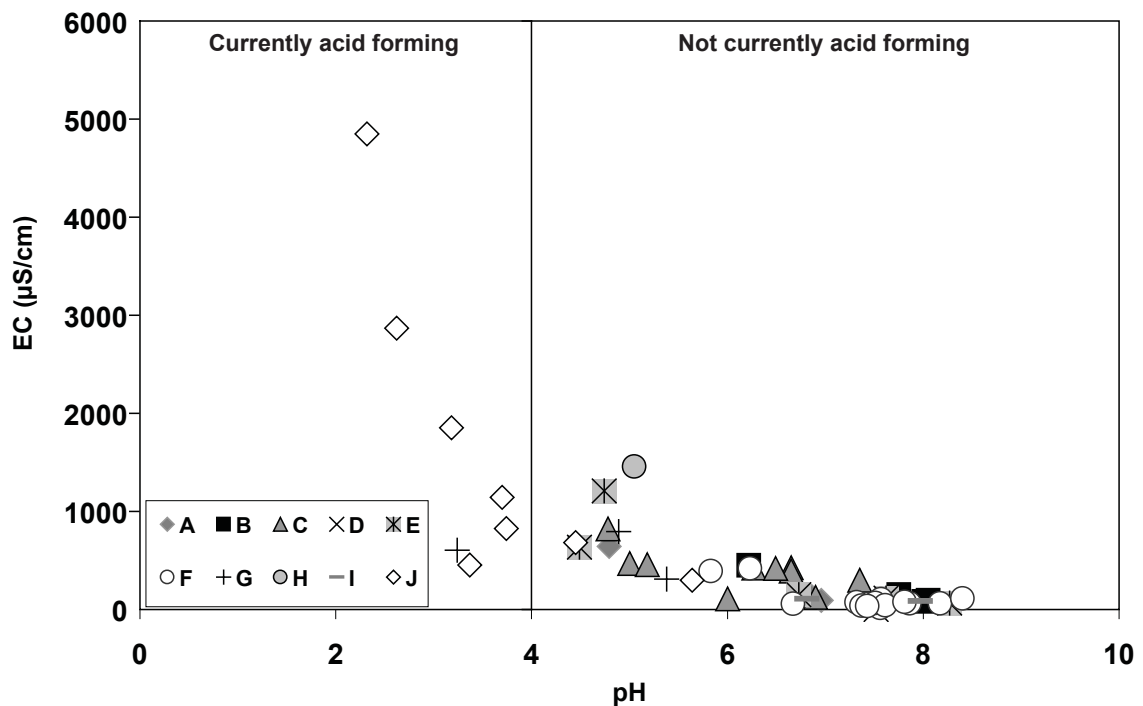 6000
Currently acid forming
Not currently acid forming
5000
4000
3000
2000
1000
0
EC (µS/cm)
A B C D E
F G H I J
0 2 4 6 8 10
pH